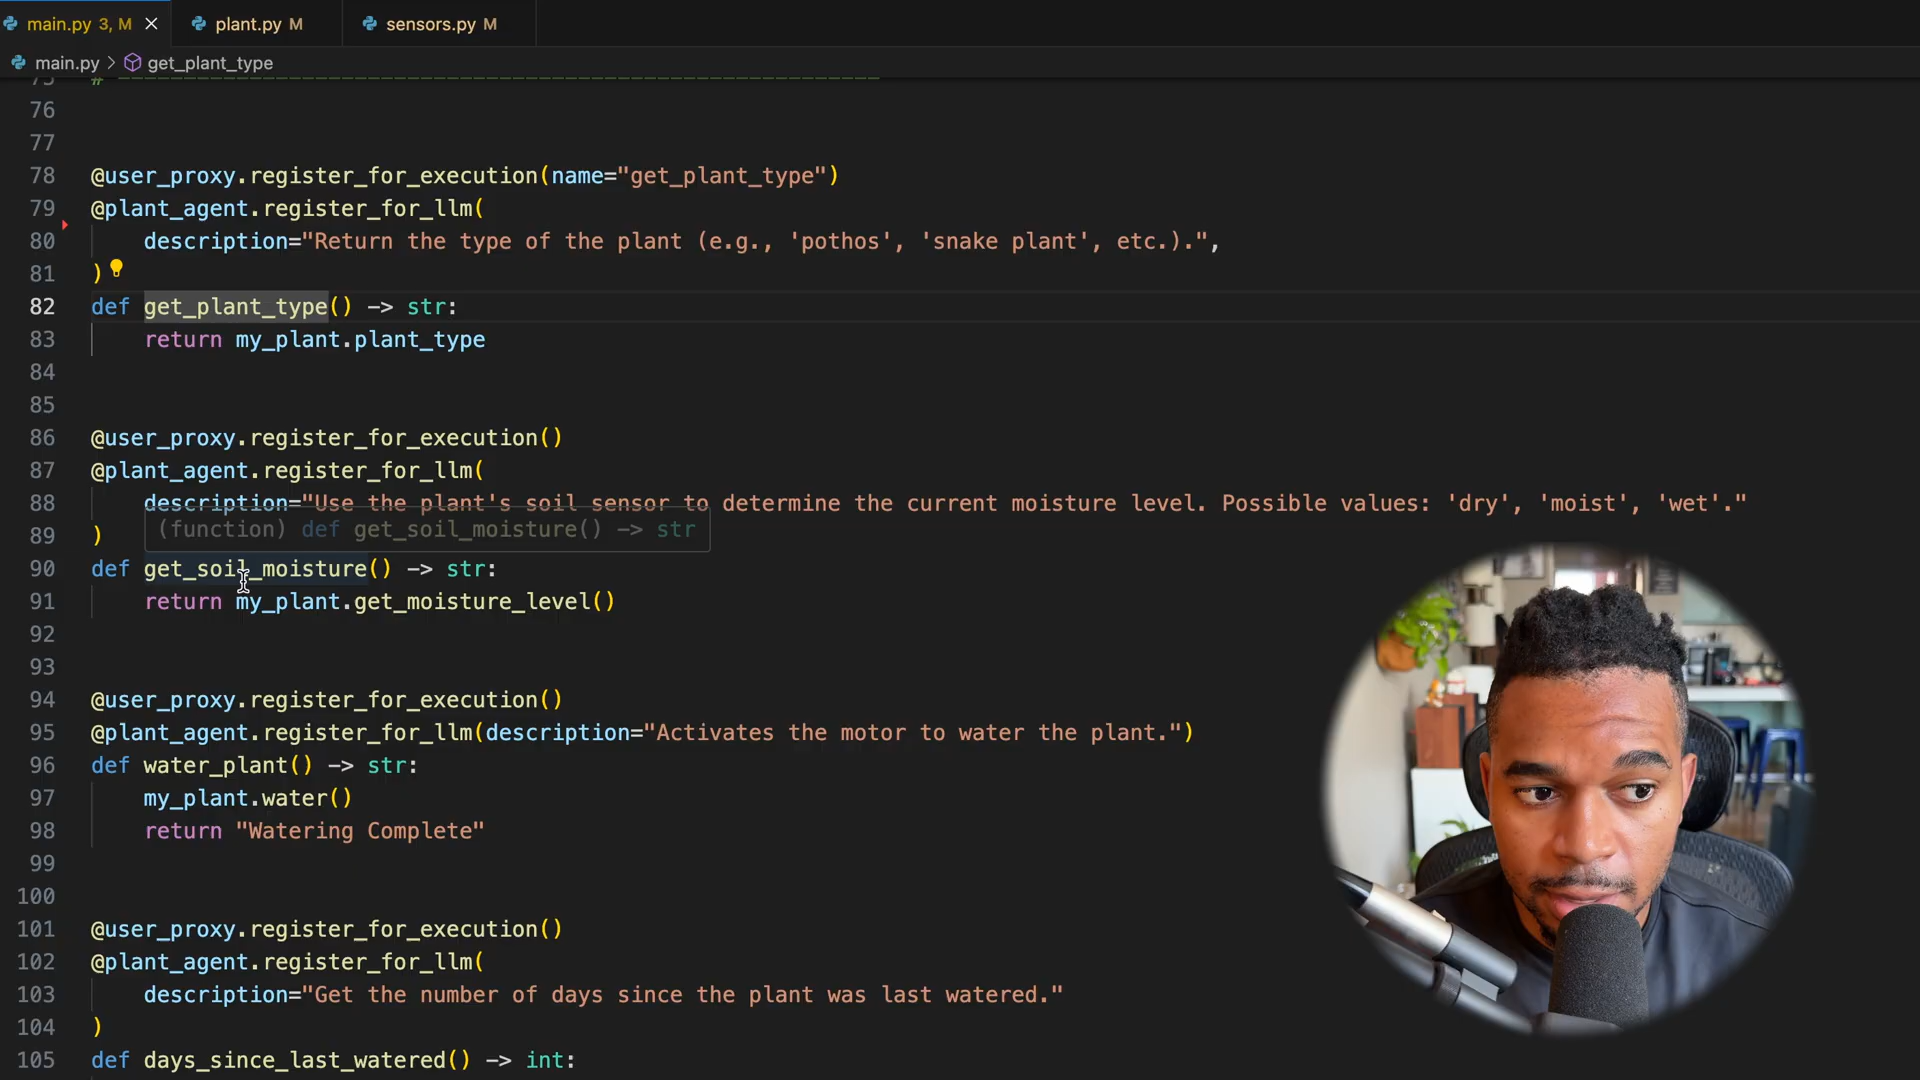 main.py 3, M
plant.py M
sensors.py M
main.py > get_plant_type
75 # ----------------------------------------------------------
76
77
78 @user_proxy.register_for_execution(name="get_plant_type")
79 @plant_agent.register_for_llm(
80 description="Return the type of the plant (e.g., 'pothos', 'snake plant', etc.).",
81 )
82 def get_plant_type() -> str:
83 return my_plant.plant_type
84
85
86 @user_proxy.register_for_execution()
87 @plant_agent.register_for_llm(
88 description="Use the plant's soil sensor to determine the current moisture level. Possible values: 'dry', 'moist', 'wet'."
(function) def get_soil_moisture() -> str
89 )
90 def get_soil_moisture() -> str:
91 return my_plant.get_moisture_level()
92
93
94 @user_proxy.register_for_execution()
95 @plant_agent.register_for_llm(description="Activates the motor to water the plant.")
96 def water_plant() -> str:
97 my_plant.water()
98 return "Watering Complete"
99
100
101 @user_proxy.register_for_execution()
102 @plant_agent.register_for_llm(
103 description="Get the number of days since the plant was last watered."
104 )
105 def days_since_last_watered() -> int: